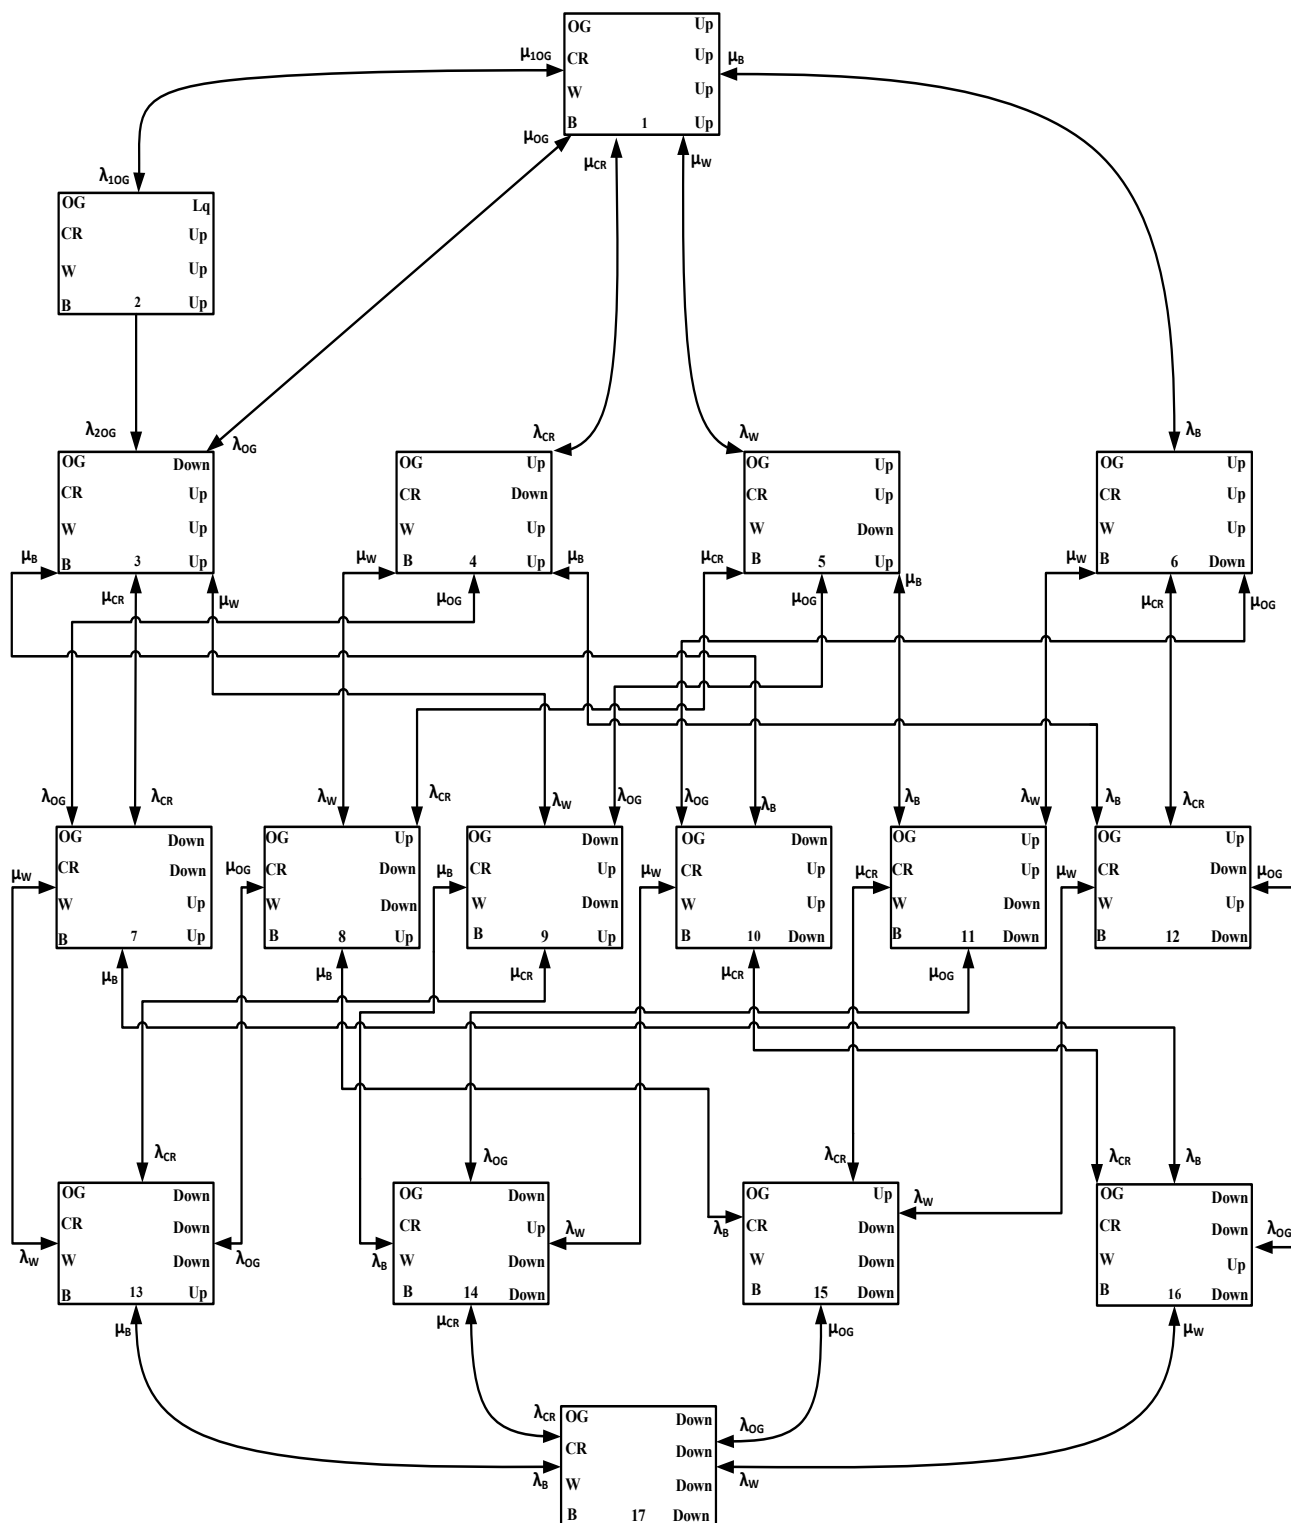 OG Up
μ1OG CR Up μB
W Up
B 1 Up
μOG μCR μW
λ1OG
OG Lq
CR Up
W Up
B 2 Up
λ2OG λOG λCR λW λB
OG Down OG Up OG Up OG Up
CR Up CR Down CR Up CR Up
W Up W Up W Down W Up
μB B 3 Up μW B 4 Up μB μCR B 5 Up μB μW B 6 Down
μCR μW μOG μOG μCR μOG
λOG λCR λW λCR λW λOG λOG λB λB λW λB λCR
OG Down OG Up OG Down OG Down OG Up OG Up
μW CR Down μOG CR Down μB CR Up μW CR Up μCR CR Up μW CR Down μOG
W Up W Down W Down W Up W Down W Up
B 7 Up B 8 Up B 9 Up B 10 Down B 11 Down B 12 Down
μB μB μCR μCR μOG
λCR λOG λCR λCR λB
OG Down OG Down OG Up OG Down
CR Down CR Up λW λB CR Down λW CR Down λOG
λW W Down λOG λB W Down W Down W Up
B 13 Up B 14 Down B 15 Down B 16 Down
μB μCR μOG μW
λCR OG Down λOG
CR Down
λB W Down λW
B 17 Down